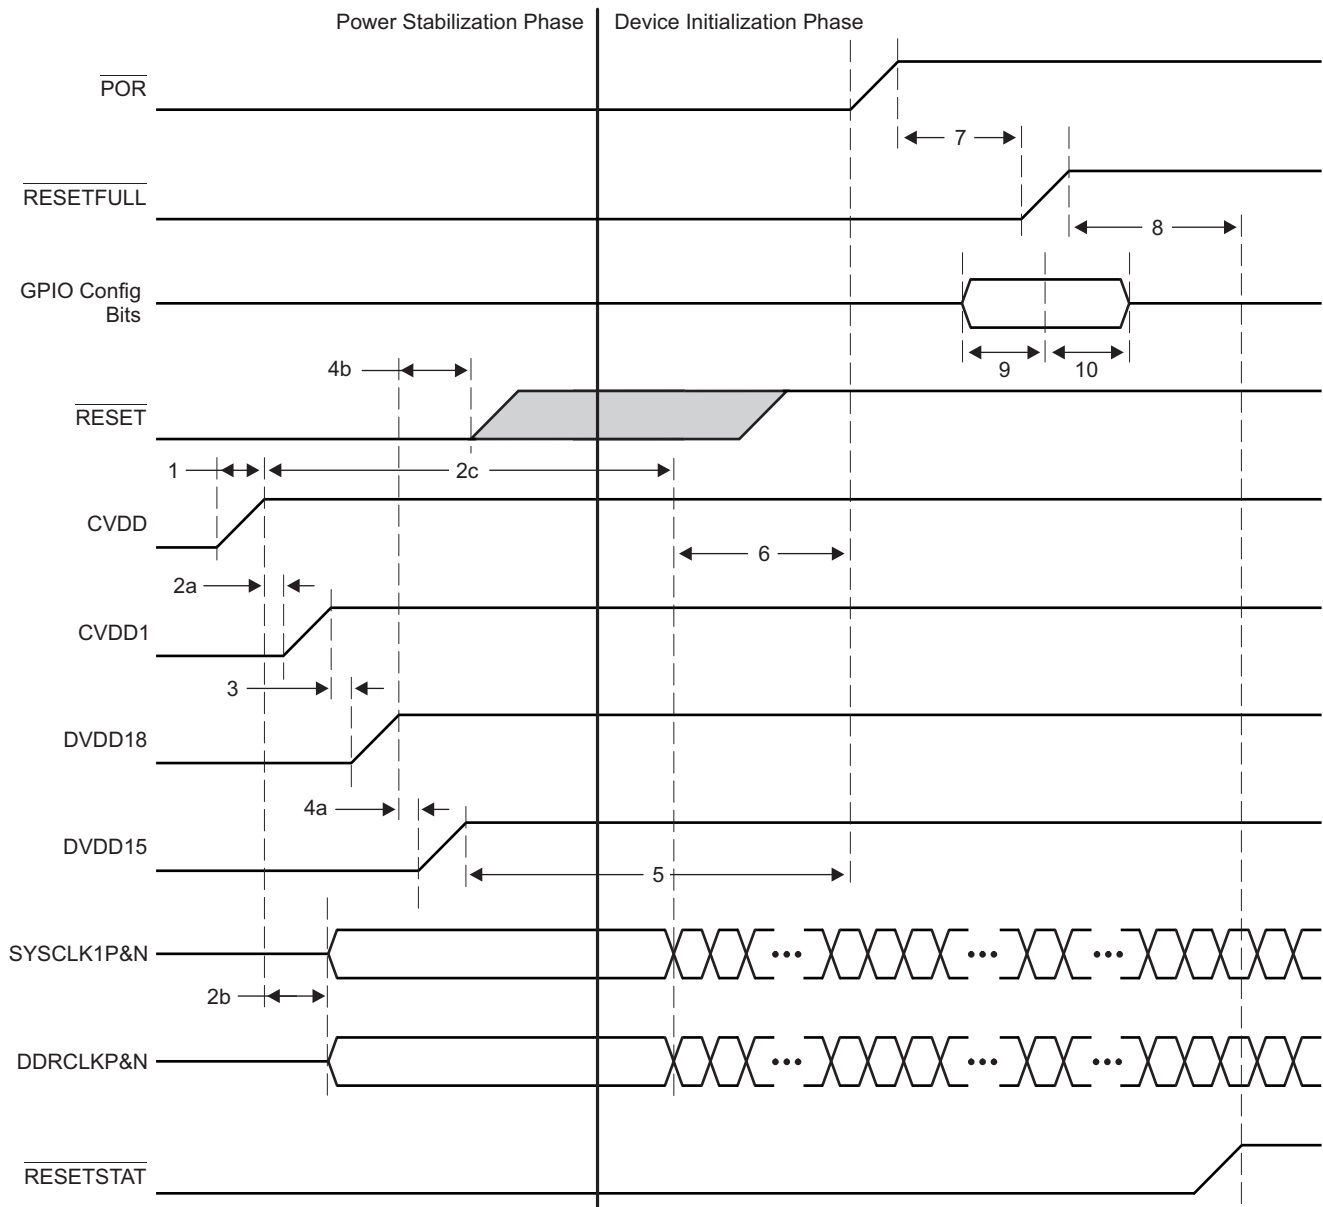 Power Stabilization Phase
Device Initialization Phase
POR
7
RESETFULL
8
GPIO Config
Bits
9
10
4b
RESET
1
2c
CVDD
6
2a
CVDD1
3
DVDD18
4a
DVDD15
5
SYSCLK1P&N
2b
DDRCLKP&N
RESETSTAT